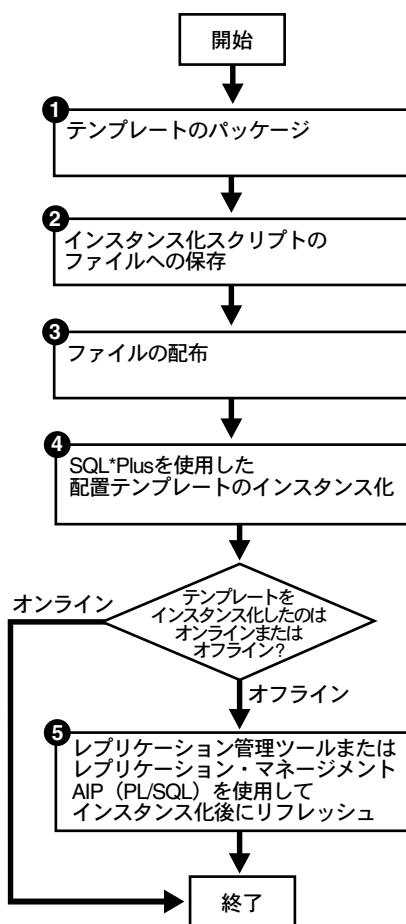 開始
1
テンプレートのパッケージ
2
インスタンス化スクリプトの
ファイルへの保存
3
ファイルの配布
4
SQL*Plusを使用した
配置テンプレートのインスタンス化
オンライン
テンプレートを
インスタンス化したのは
オンラインまたは
オフライン？
オフライン
5
レプリケーション管理ツールまたは
レプリケーション・マネージメント
AIP（PL/SQL）を使用して
インスタンス化後にリフレッシュ
終了